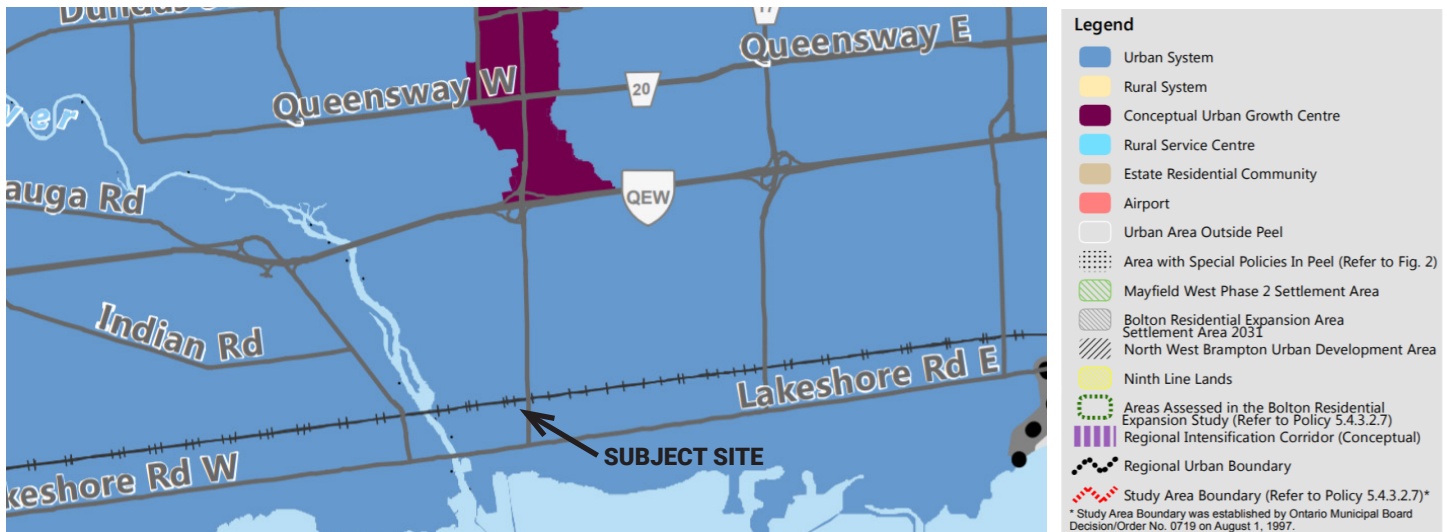 Dundas
17
Queensway E
Queensway W
20
ver
auga Rd
QEW
Indian Rd
Lakeshore Rd E
SUBJECT SITE
keshore Rd W
Legend
Urban System
Rural System
Conceptual Urban Growth Centre
Rural Service Centre
Estate Residential Community
Airport
Urban Area Outside Peel
Area with Special Policies In Peel (Refer to Fig. 2)
Mayfield West Phase 2 Settlement Area
Bolton Residential Expansion Area
Settlement Area 2031
North West Brampton Urban Development Area
Ninth Line Lands
Areas Assessed in the Bolton Residential
Expansion Study (Refer to Policy 5.4.3.2.7)
Regional Intensification Corridor (Conceptual)
Regional Urban Boundary
Study Area Boundary (Refer to Policy 5.4.3.2.7)*
* Study Area Boundary was established by Ontario Municipal Board
Decision/Order No. 0719 on August 1, 1997.